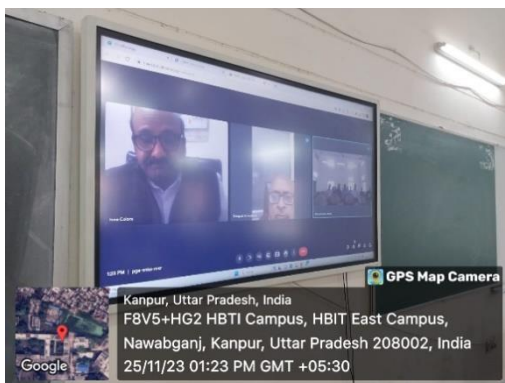 GPS Map Camera
Kanpur, Uttar Pradesh, India
F8V5+HG2 HBTI Campus, HBIT East Campus,
Nawabganj, Kanpur, Uttar Pradesh 208002, India
25/11/23 01:23 PM GMT +05:30
Google